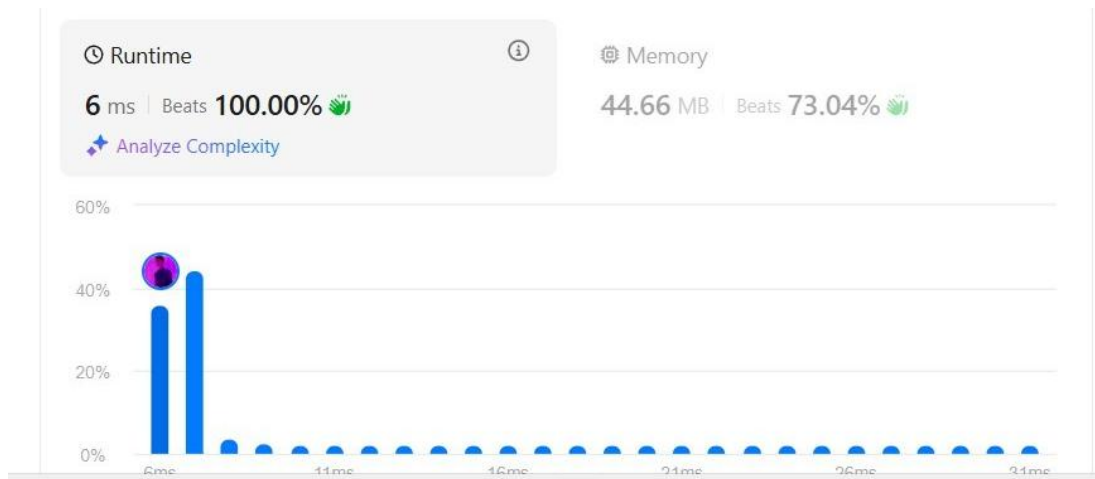 Runtime
6 ms Beats 100.00%
Analyze Complexity
Memory
44.66 MB Beats 73.04%
60%
40%
20%
0%
6ms 11ms 16ms 21ms 26ms 31ms